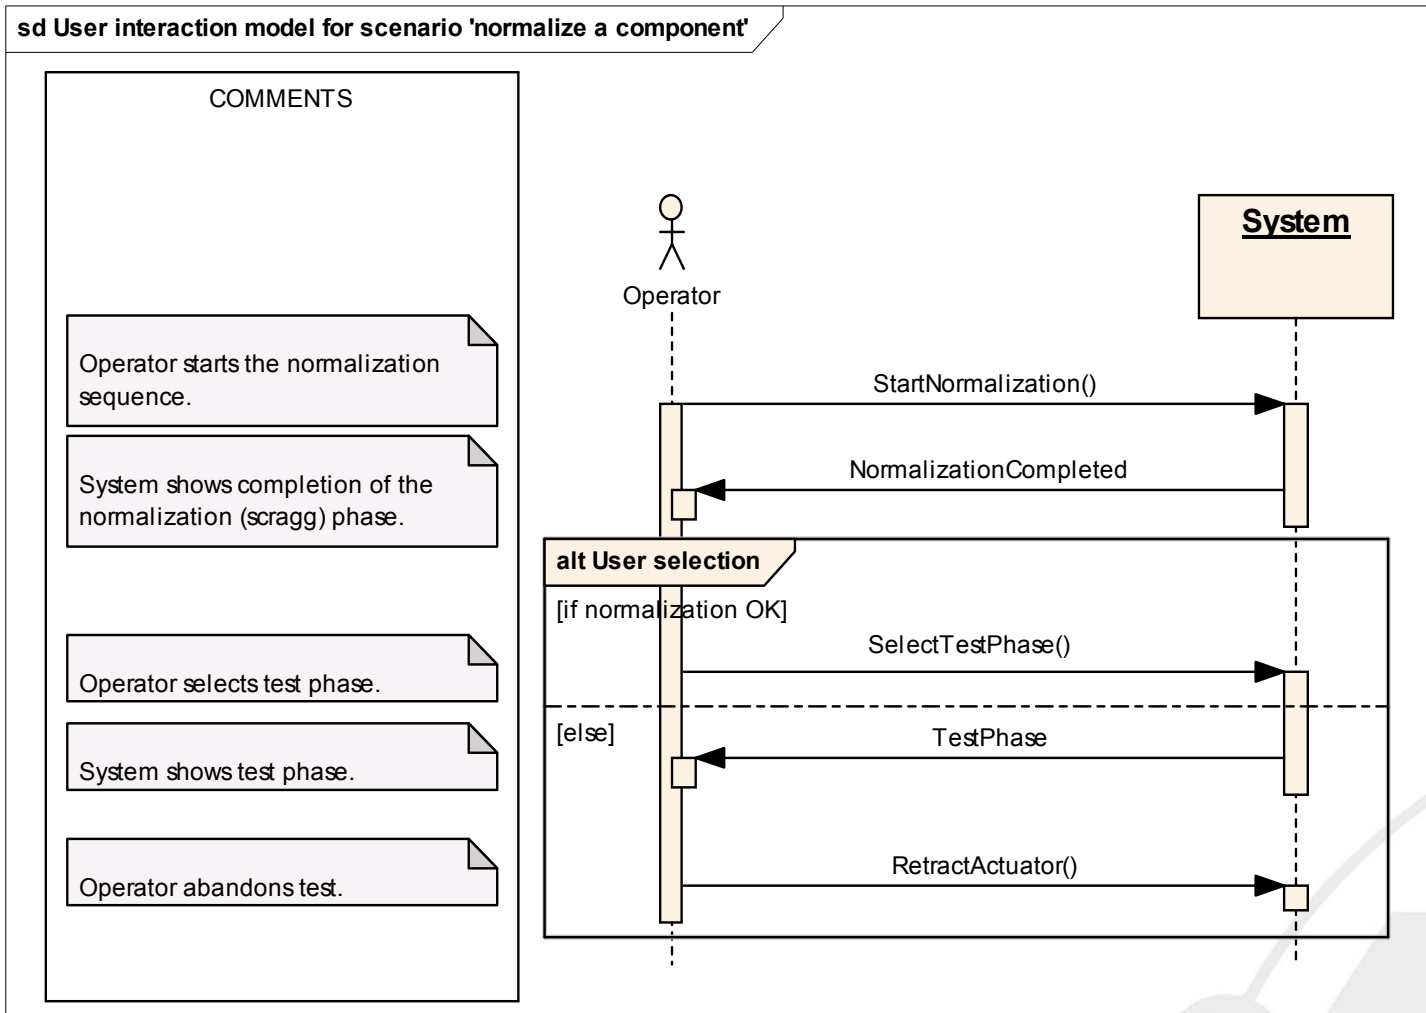 sd User interaction model for scenario 'normalize a component'
COMMENTS
System
Operator
Operator starts the normalization
sequence.
StartNormalization()
System shows completion of the
normalization (scragg) phase.
NormalizationCompleted
alt User selection
[if normalization OK]
SelectTestPhase()
Operator selects test phase.
[else]
TestPhase
System shows test phase.
RetractActuator()
Operator abandons test.